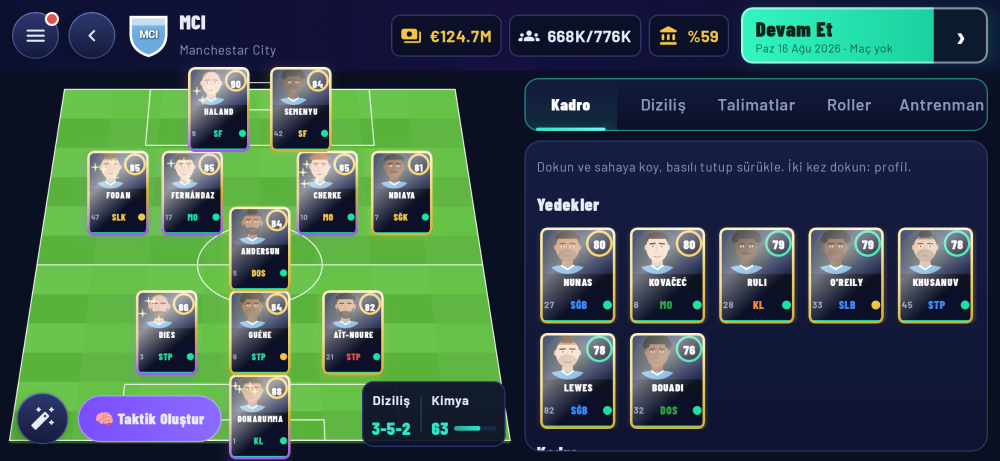 MCI
MCI
Manchestar City
€124.7M
668K/776K
%59
Devam Et
Paz 16 Ağu 2026 · Maç yok
›
Kadro
Diziliş
Talimatlar
Roller
Antrenman
Dokun ve sahaya koy, basılı tutup sürükle. İki kez dokun: profil.
Yedekler
80
NUNAS
27 SĞB
80
KOVAČEĆ
8 MO
79
RULI
28 KL
79
O'REILY
33 SLB
78
KHUSANUV
45 STP
78
LEWES
82 SĞB
76
BOUADI
32 DOS
90
HALAND
9 SF
84
SEMENYU
42 SF
85
FODAN
47 SLK
85
FERNÁNDAZ
17 MO
85
CHERKE
10 MO
81
NDIAYA
7 SĞK
84
ANDERSUN
5 DOS
86
DIES
3 STP
84
GUÉHE
6 STP
82
AÏT-NOURE
21 STP
88
DONARUMMA
1 KL
Taktik Oluştur
Diziliş
3-5-2
Kimya
63